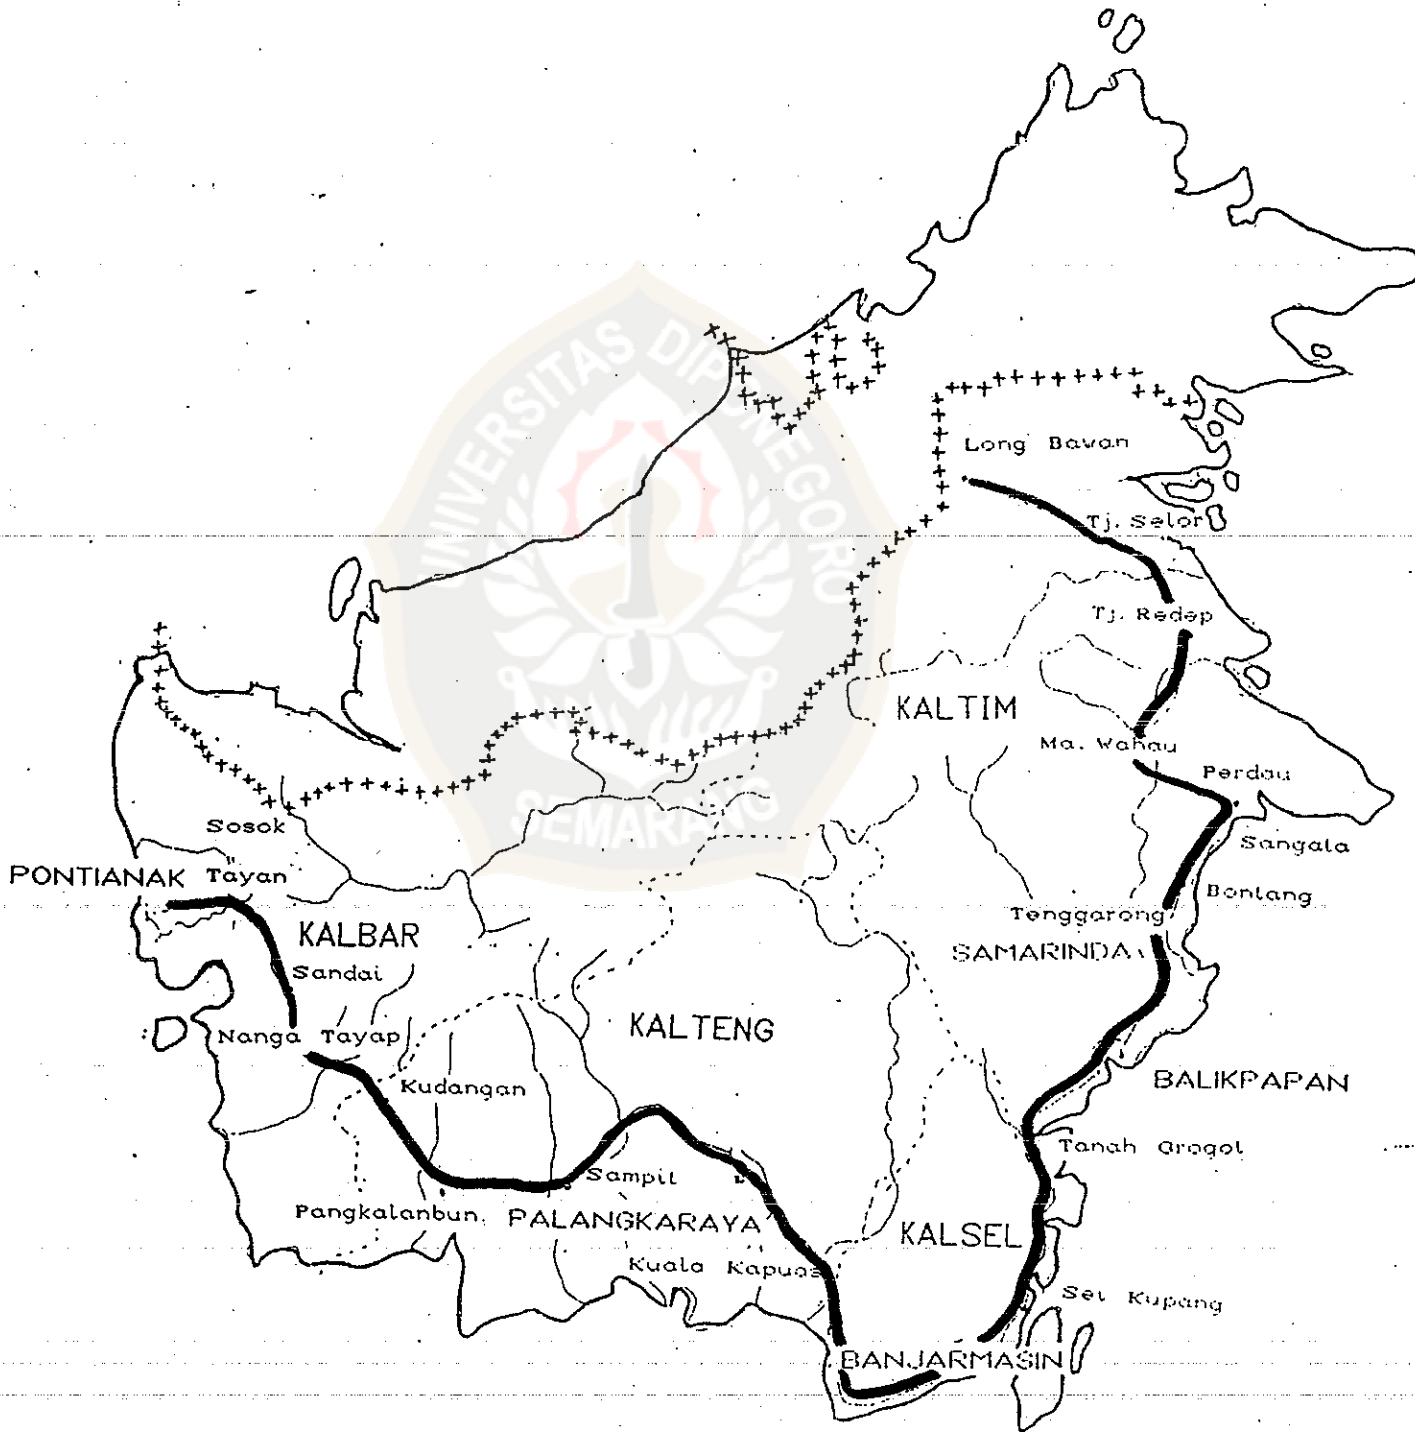 UNIVERSITAS DIPONEGORO
SEMARANG
Long Bawan
Tj. Selor
Tj. Redep
KALTIM
Ma. Wahau
Perdau
Sosok
Sangala
PONTIANAK
Tayan
Bontang
Tenggarong
KALBAR
SAMARINDA
Sandai
KALTENG
Nanga Tayap
Kudangan
BALIKPAPAN
Tanah Grogot
Sampit
Pangkalanbun
PALANGKARAYA
KALSEL
Kuala Kapuas
Sei Kupang
BANJARMASIN